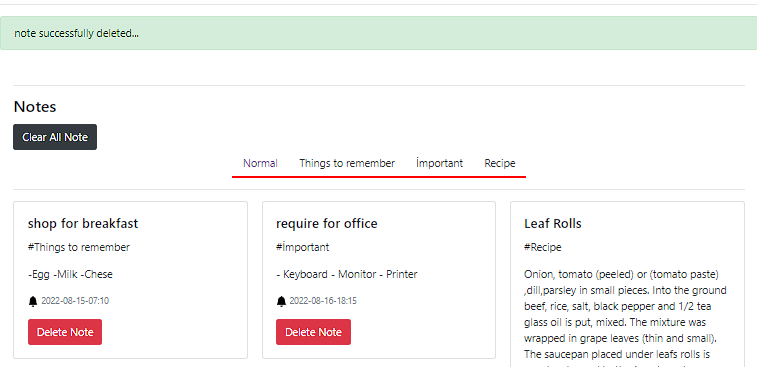 note successfully deleted...
Notes
Clear All Note
Normal Things to remember İmportant Recipe
shop for breakfast
#Things to remember
-Egg -Milk -Chese
2022-08-15-07:10
Delete Note
require for office
#İmportant
- Keyboard - Monitor - Printer
2022-08-16-18:15
Delete Note
Leaf Rolls
#Recipe
Onion, tomato (peeled) or (tomato paste)
,dill,parsley in small pieces. Into the ground
beef, rice, salt, black pepper and 1/2 tea
glass oil is put, mixed. The mixture was
wrapped in grape leaves (thin and small).
The saucepan placed under leafs rolls is